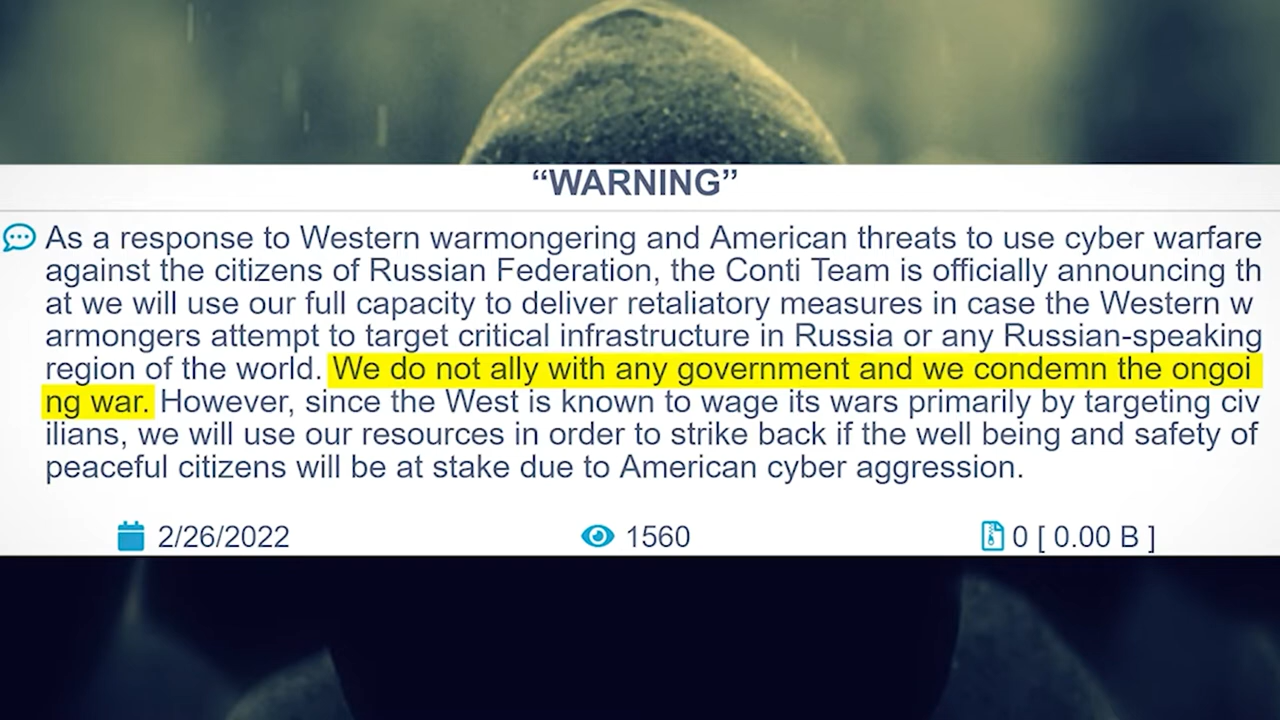 “WARNING”
As a response to Western warmongering and American threats to use cyber warfare
against the citizens of Russian Federation, the Conti Team is officially announcing th
at we will use our full capacity to deliver retaliatory measures in case the Western w
armongers attempt to target critical infrastructure in Russia or any Russian-speaking
region of the world. We do not ally with any government and we condemn the ongoi
ng war. However, since the West is known to wage its wars primarily by targeting civ
ilians, we will use our resources in order to strike back if the well being and safety of
peaceful citizens will be at stake due to American cyber aggression.
2/26/2022 1560 0 [ 0.00 B ]